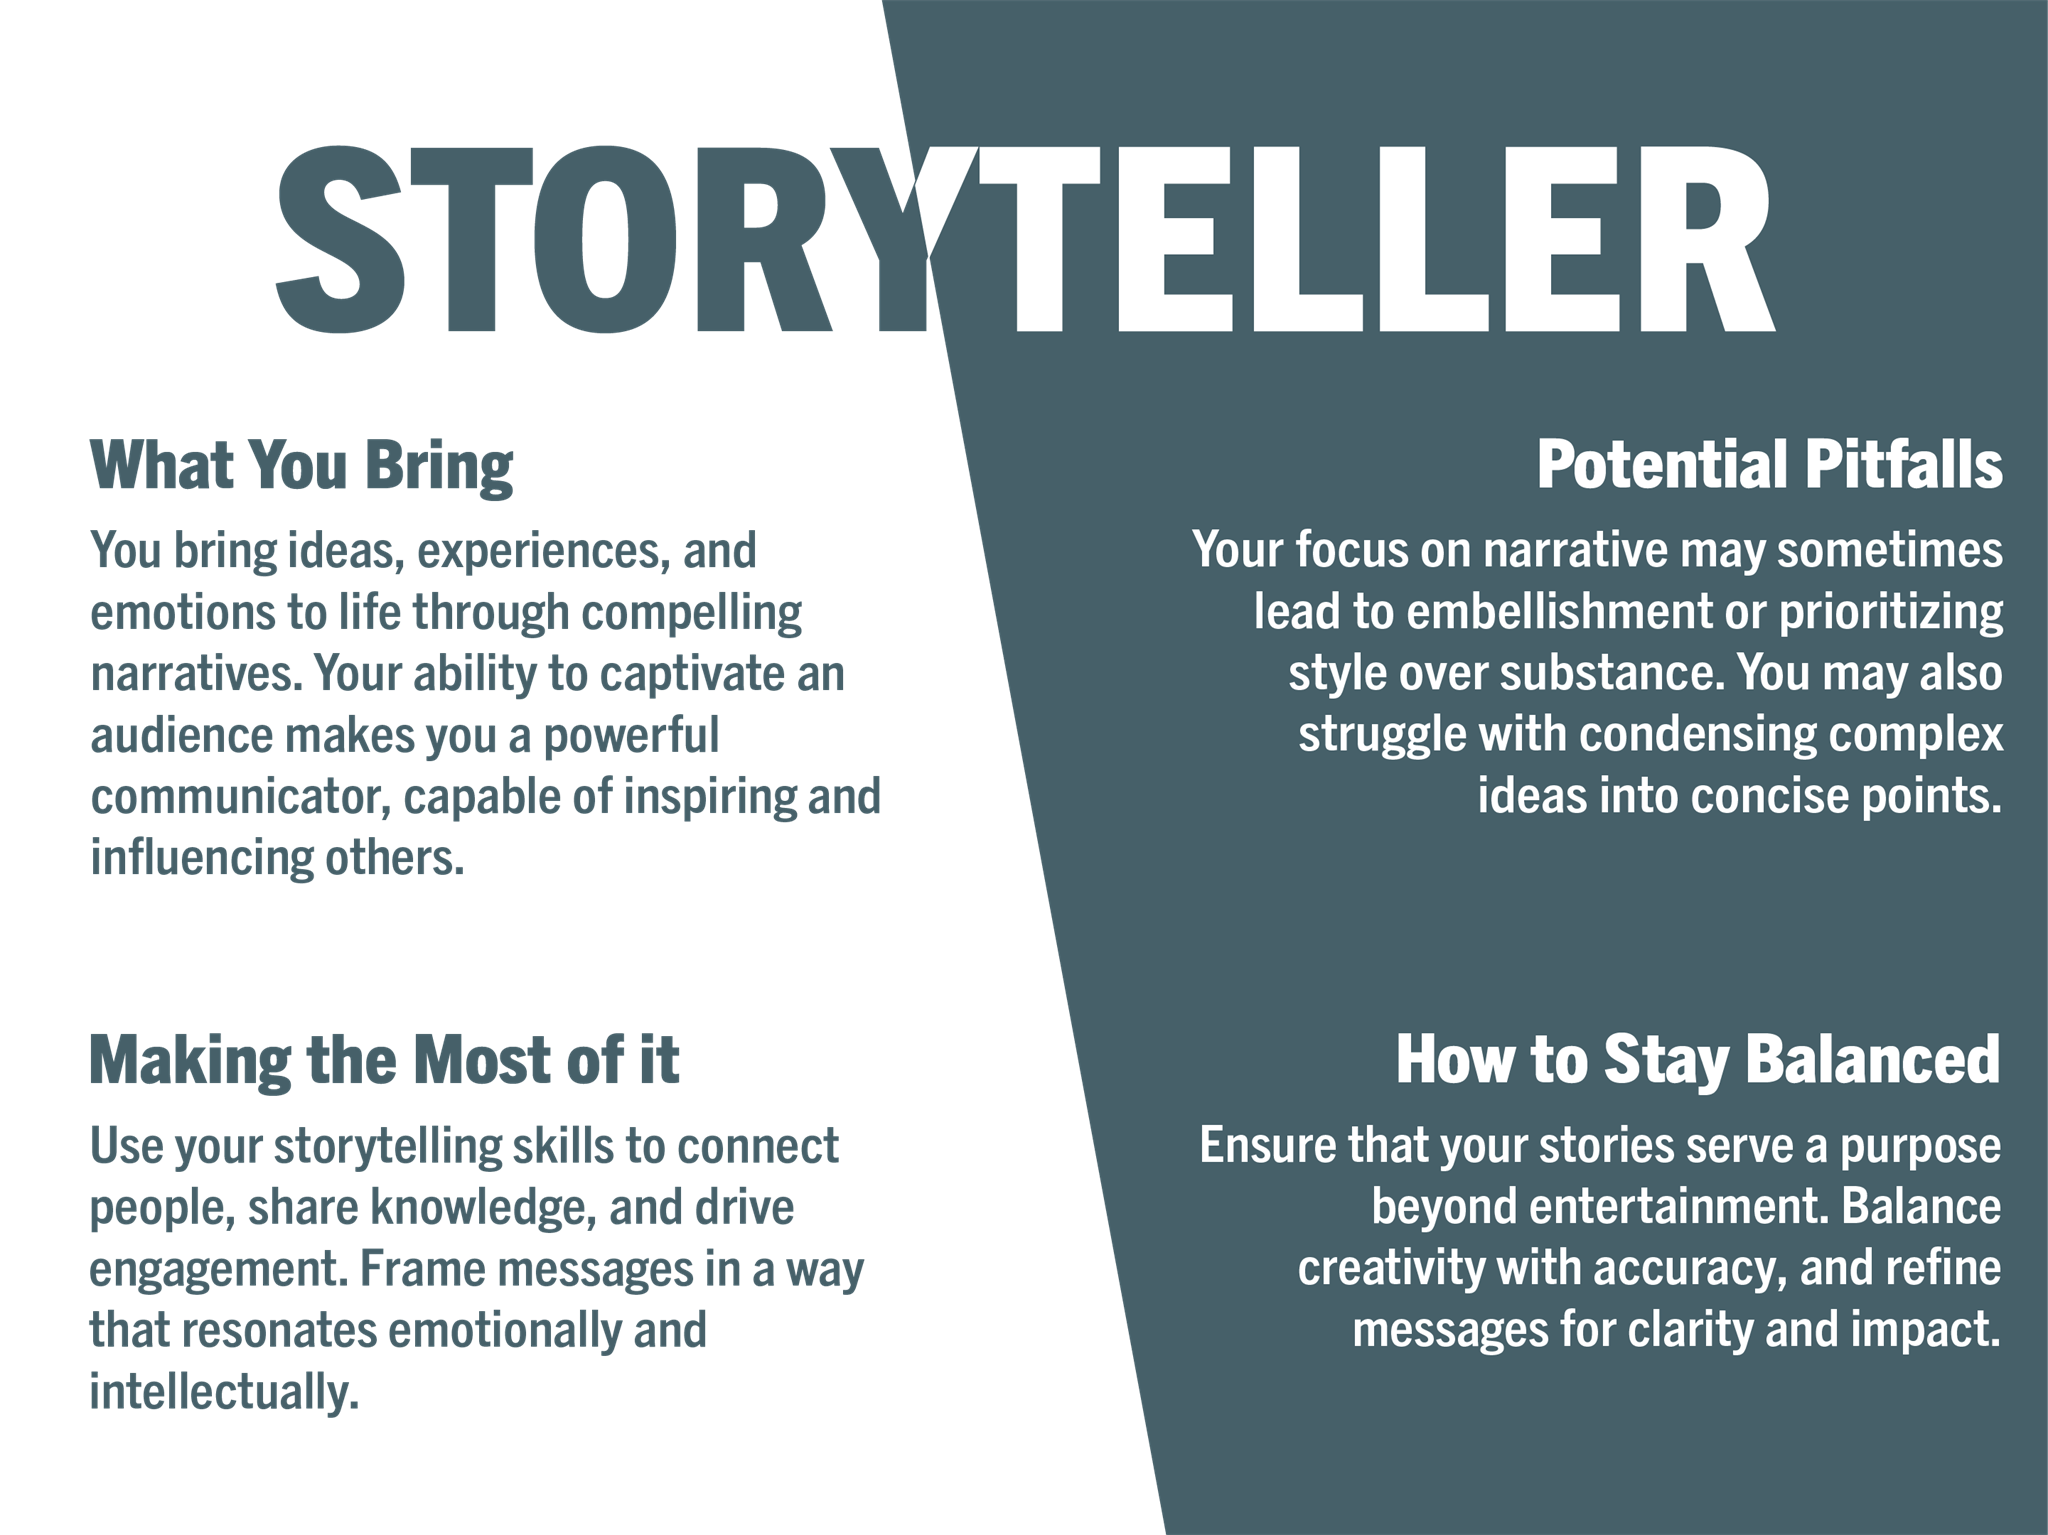 STORYTELLER
What You Bring
You bring ideas, experiences, and
emotions to life through compelling
narratives. Your ability to captivate an
audience makes you a powerful
communicator, capable of inspiring and
influencing others.
Potential Pitfalls
Your focus on narrative may sometimes
lead to embellishment or prioritizing
style over substance. You may also
struggle with condensing complex
ideas into concise points.
Making the Most of it
Use your storytelling skills to connect
people, share knowledge, and drive
engagement. Frame messages in a way
that resonates emotionally and
intellectually.
How to Stay Balanced
Ensure that your stories serve a purpose
beyond entertainment. Balance
creativity with accuracy, and refine
messages for clarity and impact.